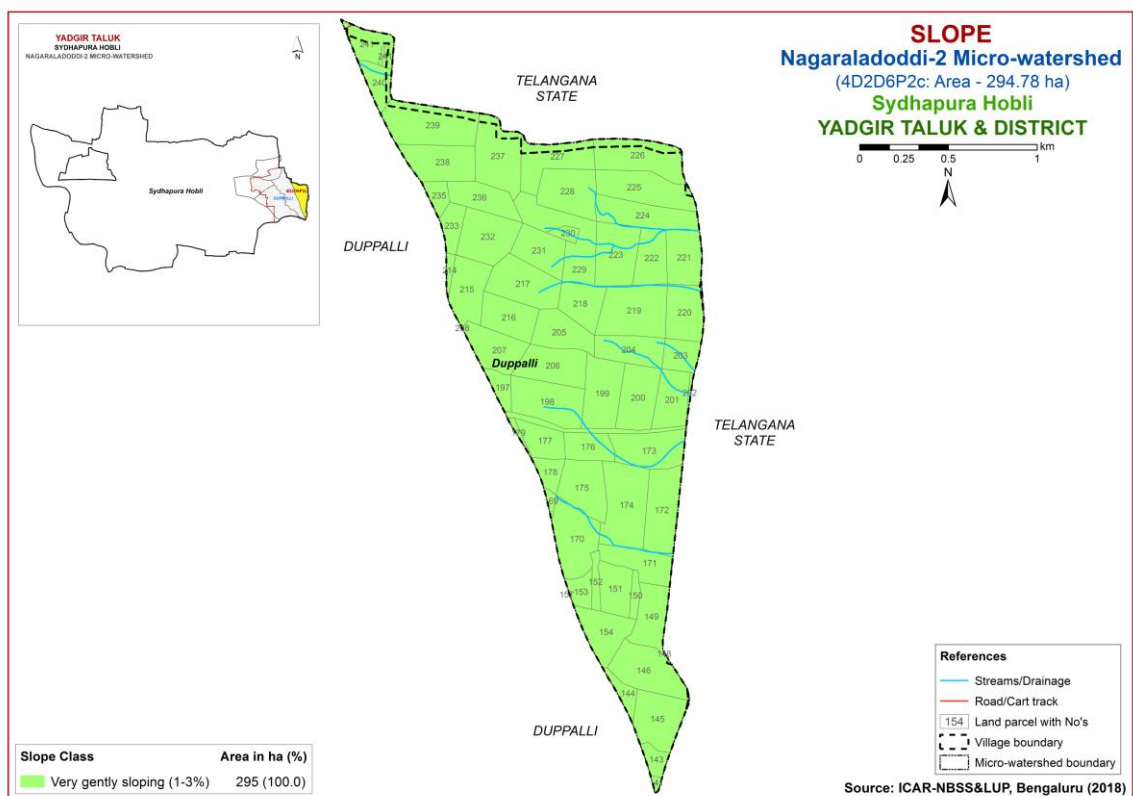 YADGIR TALUK
SYDHAPURA HOBLI
NAGARALADODDI-2 MICRO-WATERSHED
N
Sydhapura Hobli
DUPPALLI
SLOPE
Nagaraladoddi-2 Micro-watershed
(4D2D6P2c: Area - 294.78 ha)
Sydhapura Hobli
YADGIR TALUK & DISTRICT
km
0 0.25 0.5 1
N
TELANGANA
STATE
241
240
239
238
237
227
226
228
225
235
236
224
233
232
230
231
223
222
221
229
DUPPALLI
214
215
217
218
219
220
216
205
207
204
203
Duppalli
206
197
199
200
201
202
198
TELANGANA
STATE
179
177
176
173
178
175
174
172
170
171
152
153
151
150
149
154
148
146
144
145
DUPPALLI
143
References
Streams/Drainage
Road/Cart track
154 Land parcel with No's
Village boundary
Micro-watershed boundary
Slope Class Area in ha (%)
Very gently sloping (1-3%) 295 (100.0)
Source: ICAR-NBSS&LUP, Bengaluru (2018)